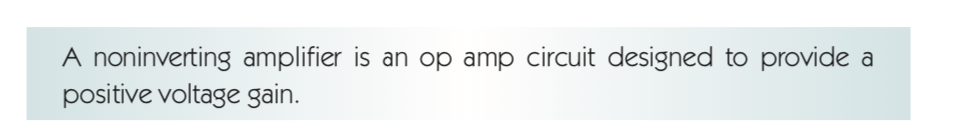 A noninverting amplifier is an op amp circuit designed to provide a
positive voltage gain.